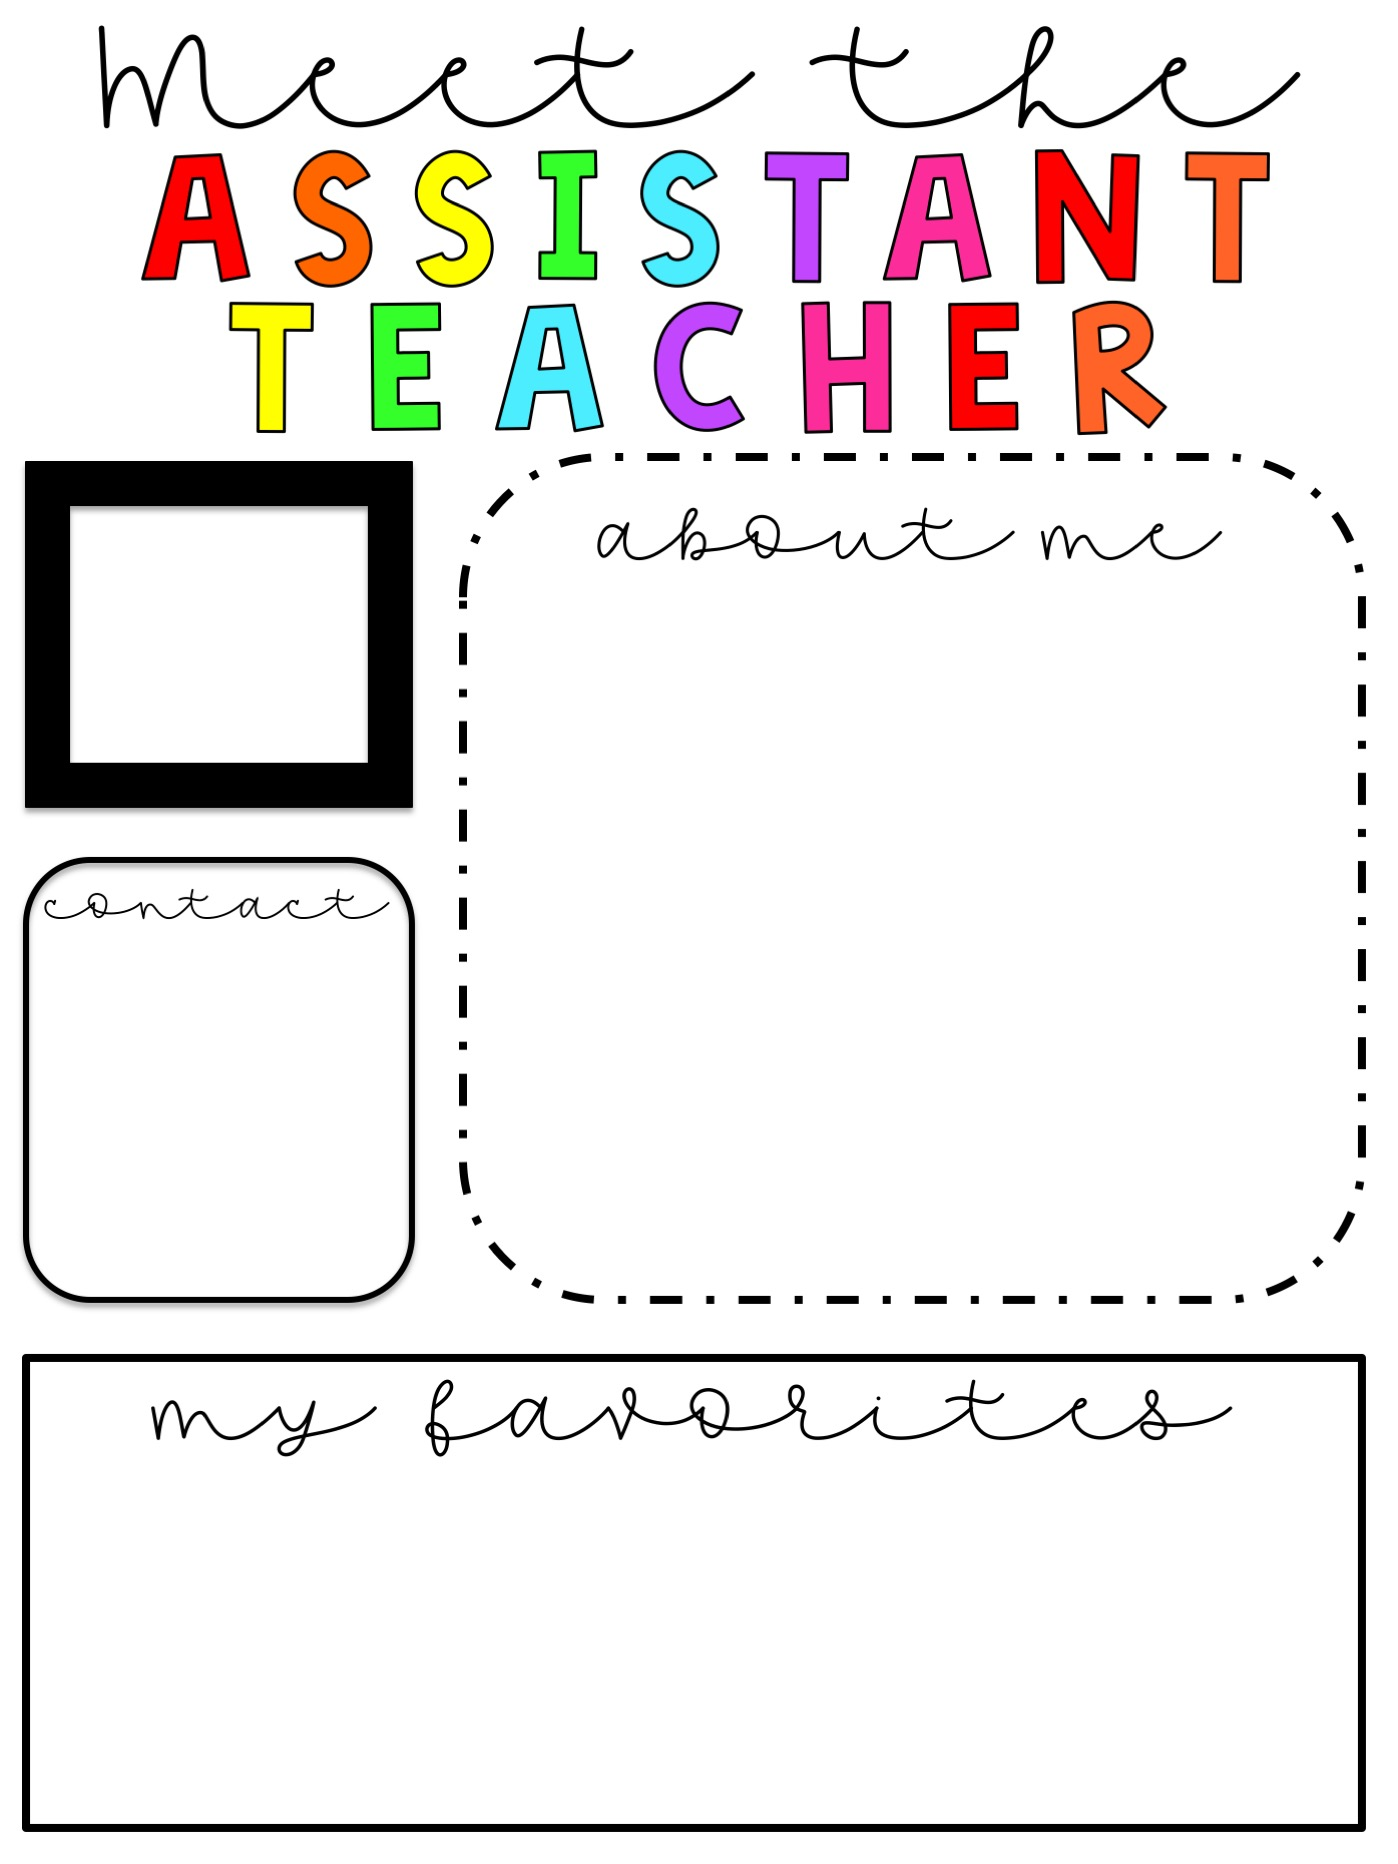 Meet the
ASSISTANT
TEACHER
about me
contact
my favorites